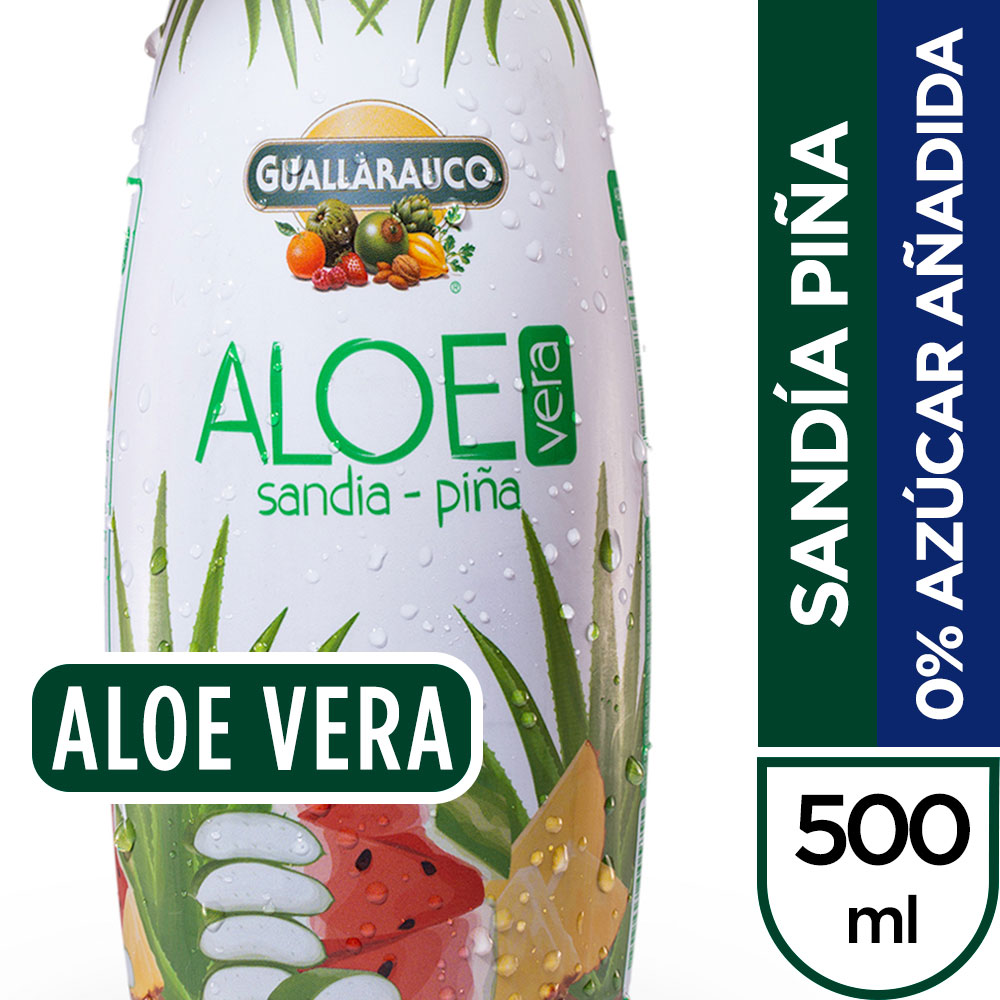 GUALLARAUCO
®
ALOE vera
sandia - piña
ALOE VERA
SANDÍA PIÑA
0% AZÚCAR AÑADIDA
500
ml